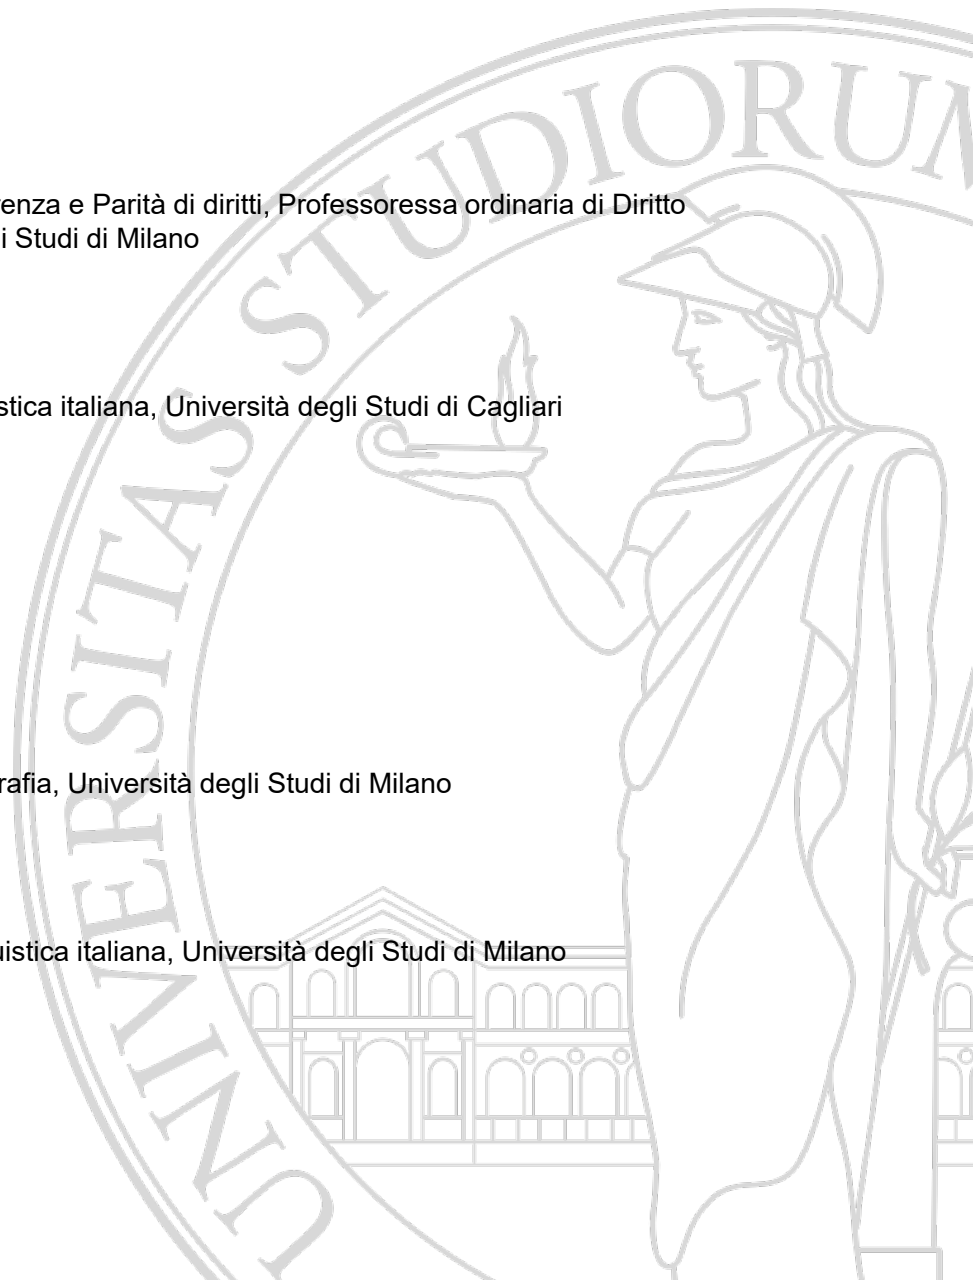 UNIVERSITAS STUDIORUM
enza e Parità di diritti, Professoressa ordinaria di Diritto
i Studi di Milano
stica italiana, Università degli Studi di Cagliari
rafia, Università degli Studi di Milano
uistica italiana, Università degli Studi di Milano